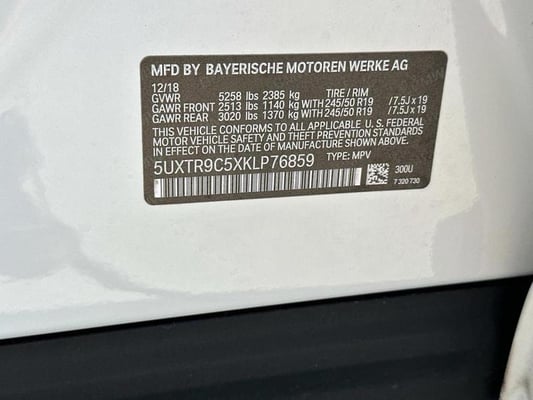 MFD BY BAYERISCHE MOTOREN WERKE AG
12/18
GVWR 5258 lbs 2385 kg TIRE / RIM
GAWR FRONT 2513 lbs 1140 kg WITH 245/50 R19 / 7.5J x 19
GAWR REAR 3020 lbs 1370 kg WITH 245/50 R19 / 7.5J x 19
THIS VEHICLE CONFORMS TO ALL APPLICABLE U. S. FEDERAL
MOTOR VEHICLE SAFETY AND THEFT PREVENTION STANDARDS
IN EFFECT ON THE DATE OF MANUFACTURE SHOWN ABOVE.
5UXTR9C5XKLP76859 TYPE: MPV
300U
7 320 730